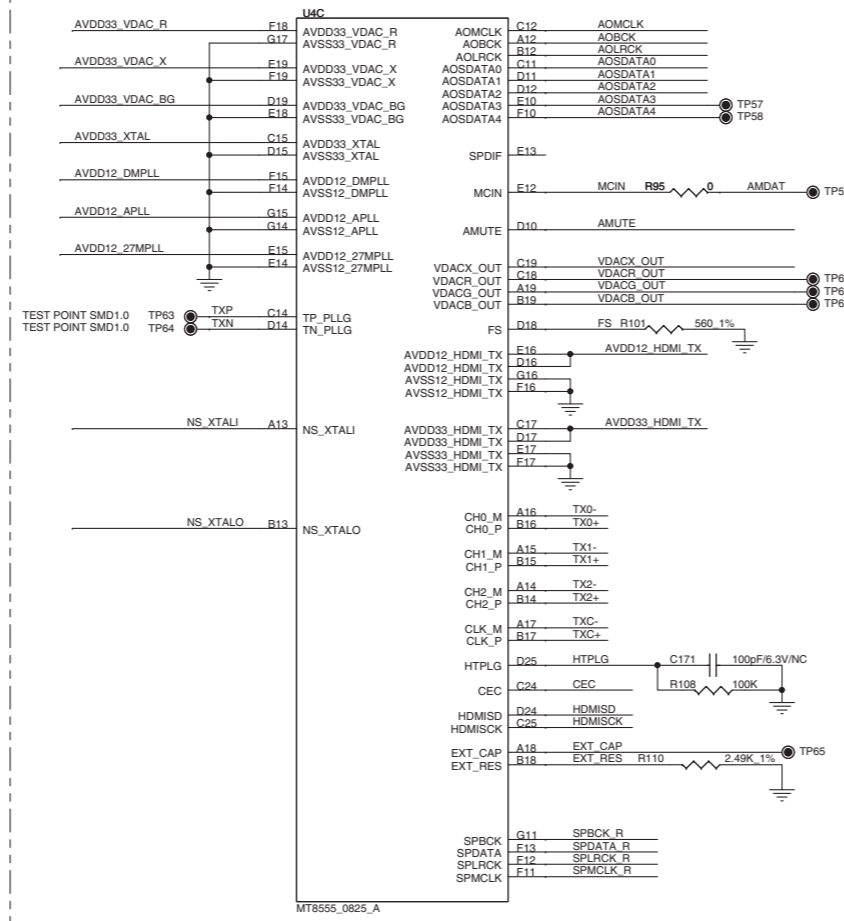 U4C
AVDD33_VDAC_R F18 AVDD33_VDAC_R
G17 AVSS33_VDAC_R
AVDD33_VDAC_X E19 AVDD33_VDAC_X
F19 AVSS33_VDAC_X
AVDD33_VDAC_BG D19 AVDD33_VDAC_BG
E18 AVSS33_VDAC_BG
AVDD33_XTAL C15 AVDD33_XTAL
D15 AVSS33_XTAL
AVDD12_DMPLL F15 AVDD12_DMPLL
F14 AVSS12_DMPLL
AVDD12_APLL G15 AVDD12_APLL
G14 AVSS12_APLL
AVDD12_27MPLL E15 AVDD12_27MPLL
E14 AVSS12_27MPLL
TEST POINT SMD1.0 TP63 TXP C14 TP_PLLG
TEST POINT SMD1.0 TP64 TXN D14 TN_PLLG
NS_XTALI A13 NS_XTALI
NS_XTALO B13 NS_XTALO
AOMCLK C12 AOMCLK
AOBCK A12 AOBCK
AOLRCK B12 AOLRCK
AOSDATA0 C11 AOSDATA0
AOSDATA1 D11 AOSDATA1
AOSDATA2 D12 AOSDATA2
AOSDATA3 E10 AOSDATA3 TP57
AOSDATA4 F10 AOSDATA4 TP58
SPDIF E13
MCIN E12 MCIN R95 0 AMDAT TP5
AMUTE D10 AMUTE
VDACX_OUT C19 VDACX_OUT
VDACR_OUT C18 VDACR_OUT TP6
VDACG_OUT A19 VDACG_OUT TP6
VDACB_OUT B19 VDACB_OUT TP6
FS D18 FS R101 560_1%
AVDD12_HDMI_TX E16 AVDD12_HDMI_TX
AVDD12_HDMI_TX D16
AVSS12_HDMI_TX G16
AVSS12_HDMI_TX F16
AVDD33_HDMI_TX C17 AVDD33_HDMI_TX
AVDD33_HDMI_TX D17
AVSS33_HDMI_TX E17
AVSS33_HDMI_TX F17
CH0_M A16 TX0-
CH0_P B16 TX0+
CH1_M A15 TX1-
CH1_P B15 TX1+
CH2_M A14 TX2-
CH2_P B14 TX2+
CLK_M A17 TXC-
CLK_P B17 TXC+
HTPLG D25 HTPLG C171 100pF/6.3V/NC
R108 100K
CEC C24 CEC
HDMISD D24 HDMISD
HDMISCK C25 HDMISCK
EXT_CAP A18 EXT_CAP TP65
EXT_RES B18 EXT_RES R110 2.49K_1%
SPBCK G11 SPBCK_R
SPDATA F13 SPDATA_R
SPLRCK F12 SPLRCK_R
SPMCLK F11 SPMCLK_R
MT8555_0825_A